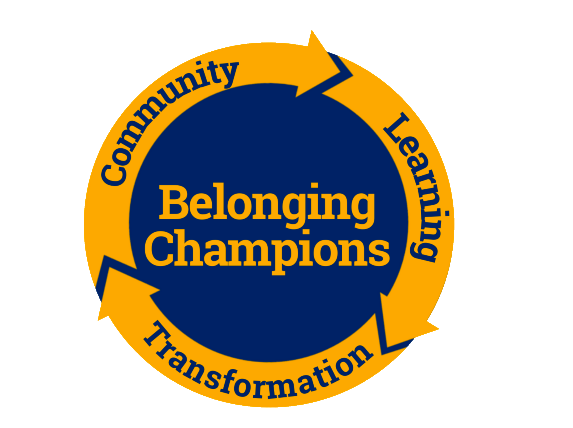 Community
Learning
Belonging
Champions
Transformation